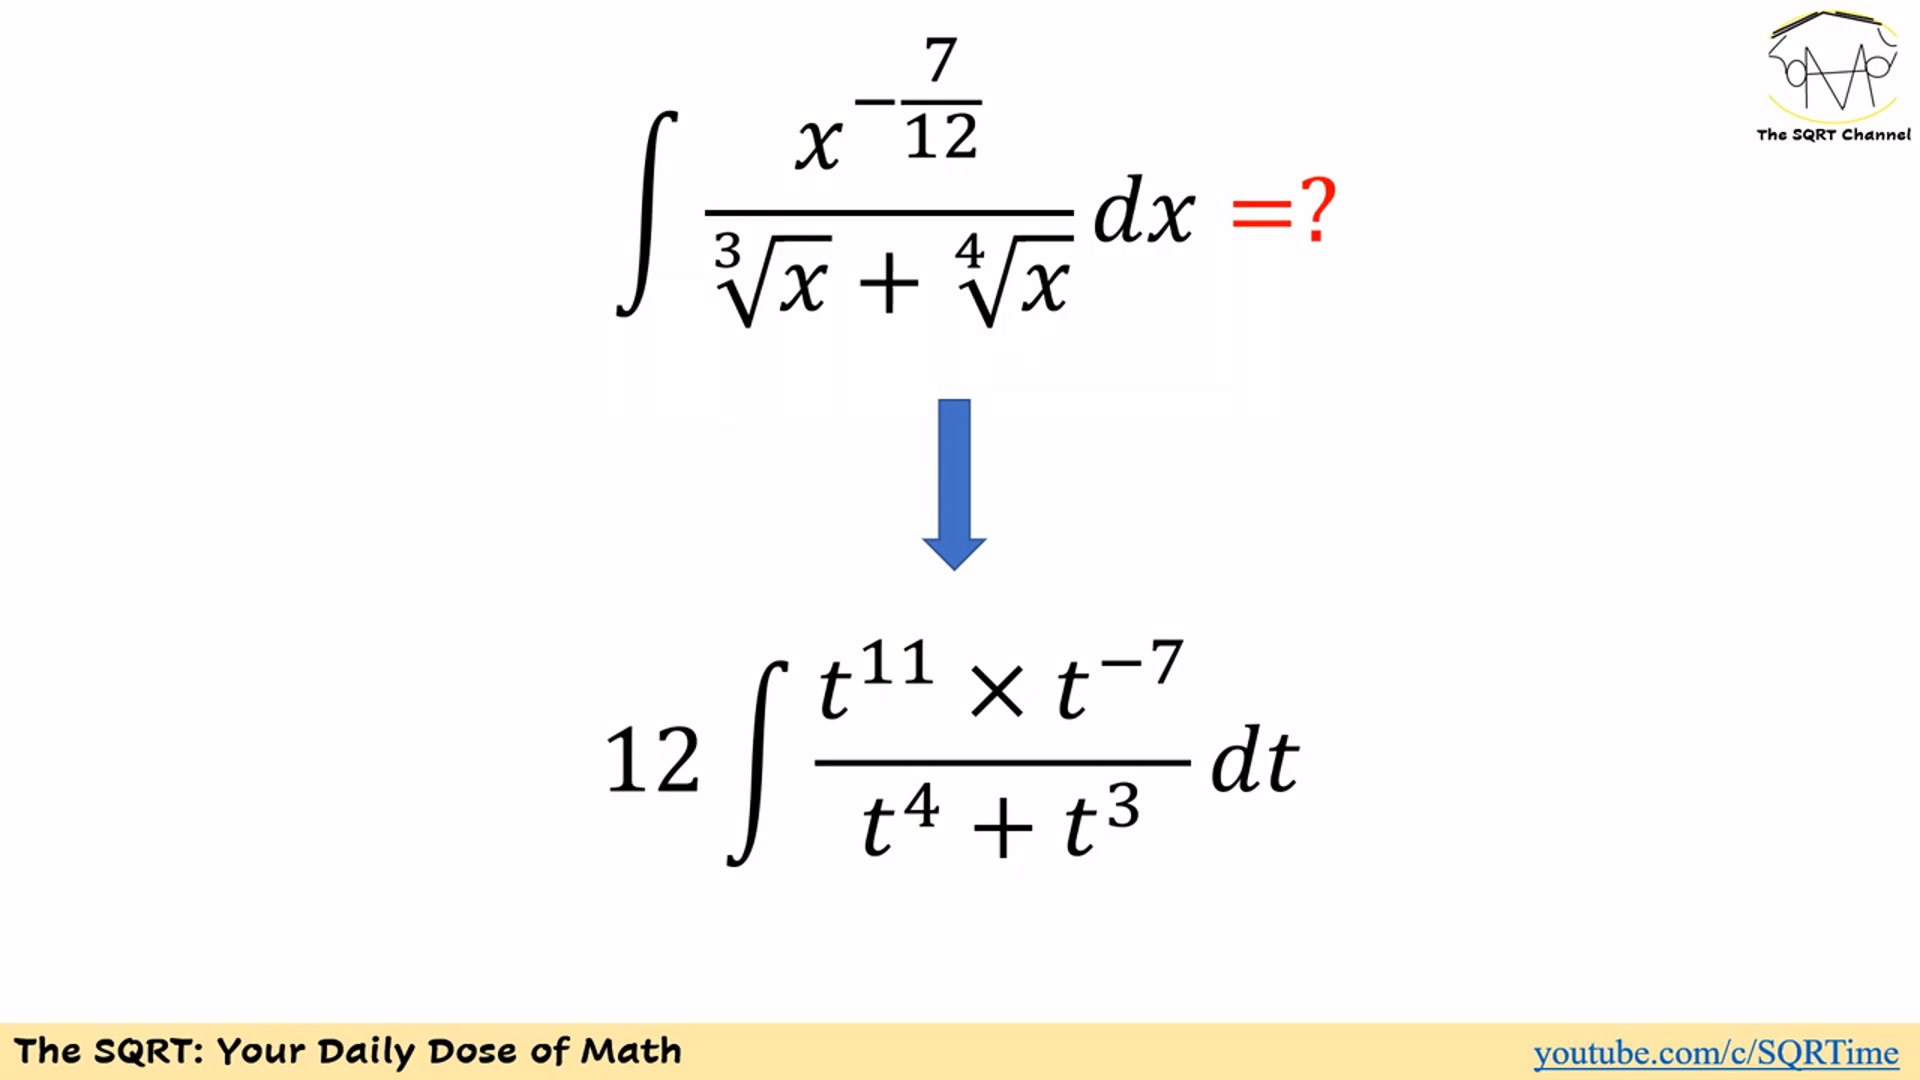 The SQRT Channel
∫ x^{-7/12} / (∛x + ∜x) dx =?
12 ∫ (t^{11} × t^{-7}) / (t^4 + t^3) dt
The SQRT: Your Daily Dose of Math
youtube.com/c/SQRTime